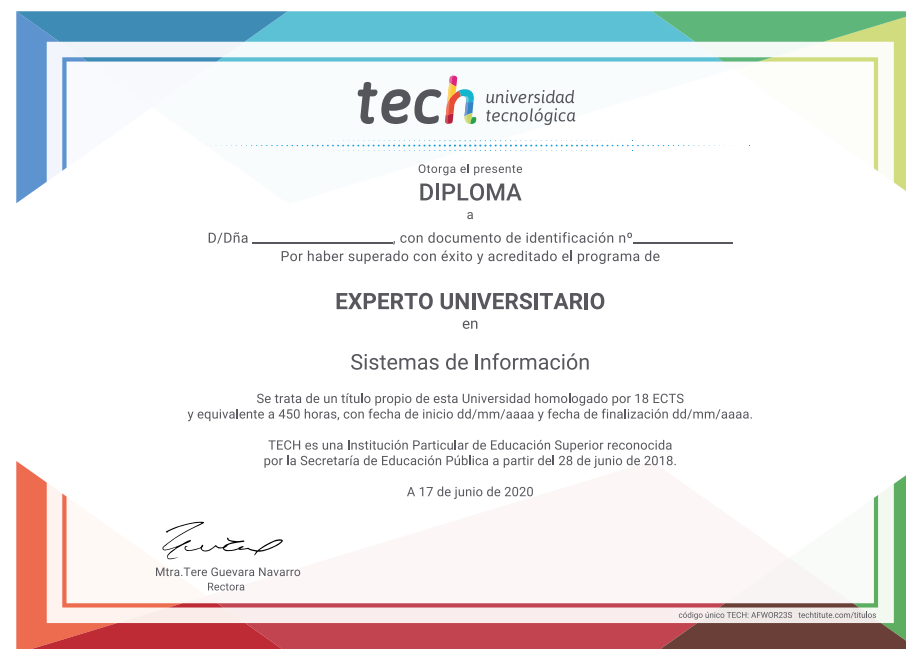 tech universidad
tecnológica
Otorga el presente
DIPLOMA
a
D/Dña ____________________, con documento de identificación nº______________
Por haber superado con éxito y acreditado el programa de
EXPERTO UNIVERSITARIO
en
Sistemas de Información
Se trata de un título propio de esta Universidad homologado por 18 ECTS
y equivalente a 450 horas, con fecha de inicio dd/mm/aaaa y fecha de finalización dd/mm/aaaa.
TECH es una Institución Particular de Educación Superior reconocida
por la Secretaría de Educación Pública a partir del 28 de junio de 2018.
A 17 de junio de 2020
Mtra.Tere Guevara Navarro
Rectora
código único TECH: AFWOR23S techtitute.com/titulos